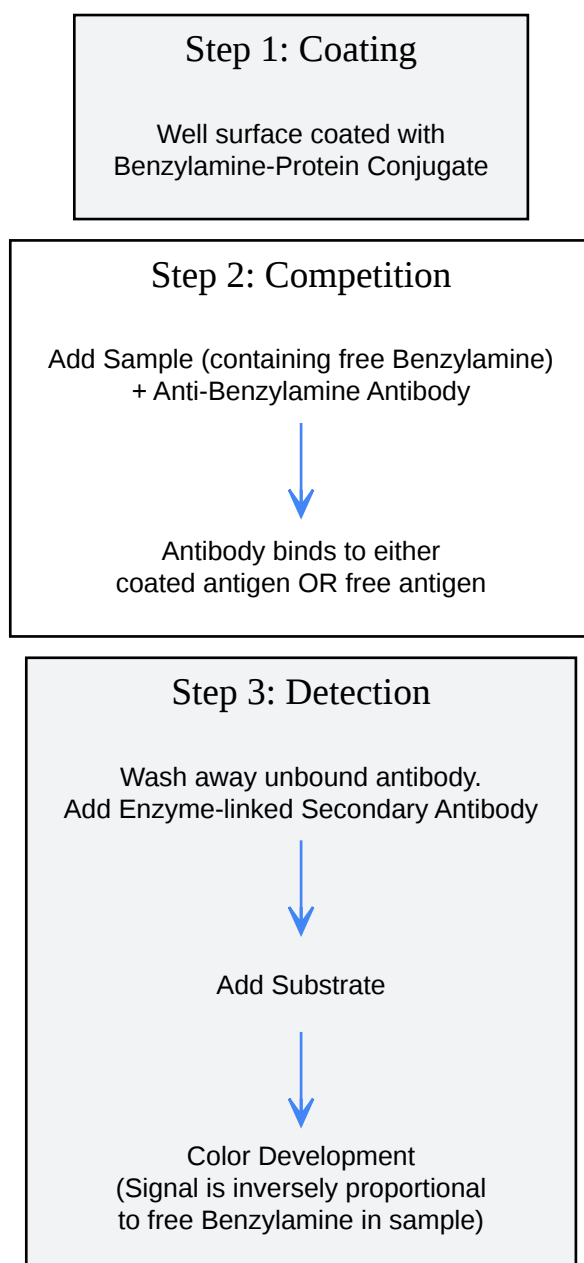 Step 1: Coating
Well surface coated with
Benzylamine-Protein Conjugate
Step 2: Competition
Add Sample (containing free Benzylamine)
+ Anti-Benzylamine Antibody
Antibody binds to either
coated antigen OR free antigen
Step 3: Detection
Wash away unbound antibody.
Add Enzyme-linked Secondary Antibody
Add Substrate
Color Development
(Signal is inversely proportional
to free Benzylamine in sample)